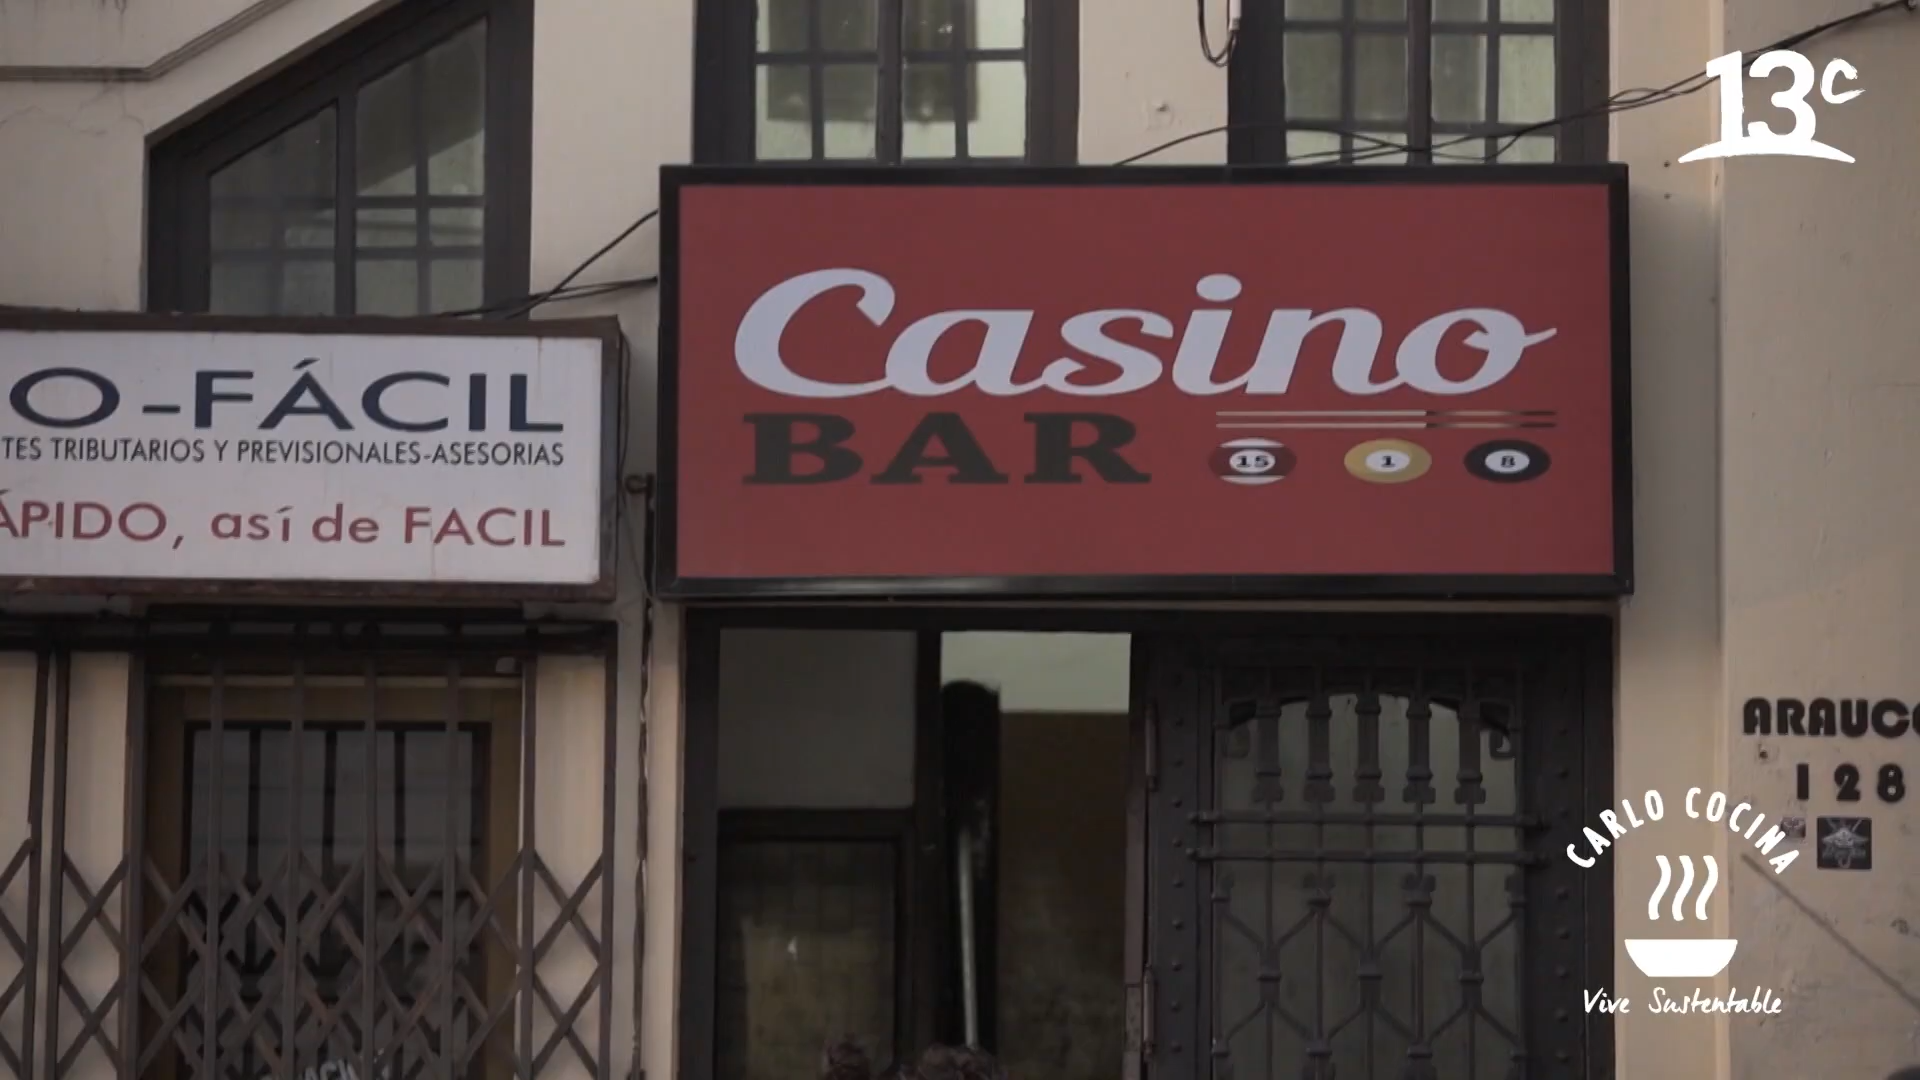 13c
Casino
BAR
15 1 8
O-FÁCIL
TES TRIBUTARIOS Y PREVISIONALES-ASESORIAS
ÁPIDO, así de FACIL
ARAUCO
128
CARLO COCINA
Vive Sustentable